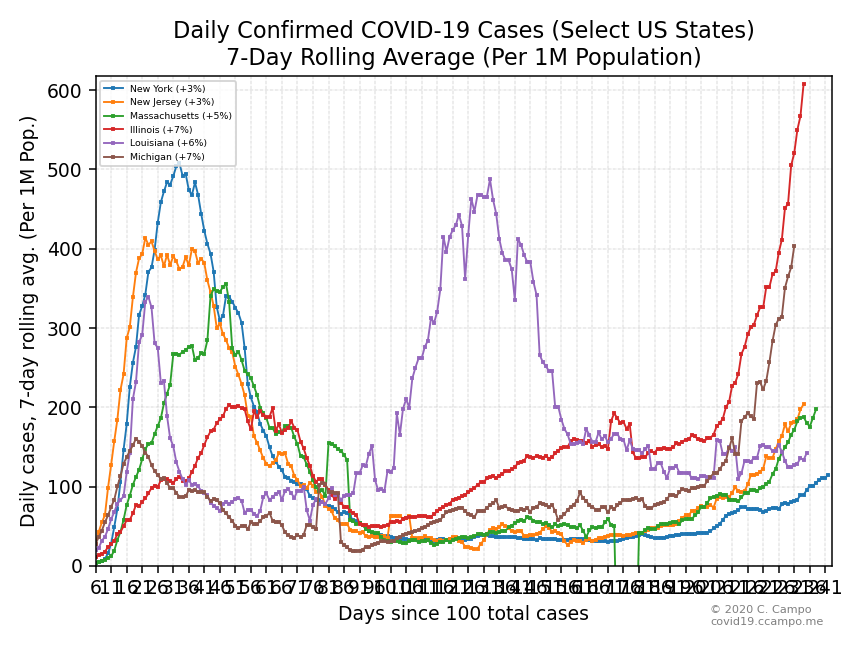 Daily Confirmed COVID-19 Cases (Select US States)
7-Day Rolling Average (Per 1M Population)
New York (+3%)
New Jersey (+3%)
Massachusetts (+5%)
Illinois (+7%)
Louisiana (+6%)
Michigan (+7%)
Daily cases, 7-day rolling avg. (Per 1M Pop.)
600
500
400
300
200
100
0
Days since 100 total cases
© 2020 C. Campo
covid19.ccampo.me